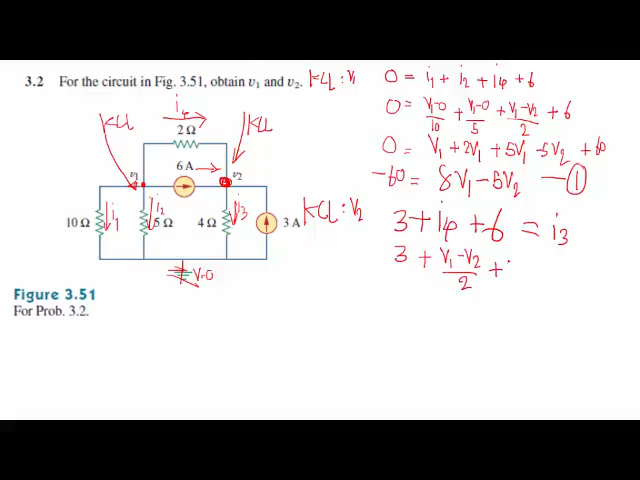 3.2 For the circuit in Fig. 3.51, obtain v₁ and v₂. KCL: V₁
0 = i₁ + i₂ + i₄ + 6
0 = (V₁-0)/10 + (V₁-0)/5 + (V₁-V₂)/2 + 6
0 = V₁ + 2V₁ + 5V₁ - 5V₂ + 60
-60 = 8V₁ - 5V₂ — ①
KCL: V₂
3 + i₄ + 6 = i₃
3 + (V₁-V₂)/2 +
i₄
KCL
KCL
2 Ω
6 A
v₁
v₂
10 Ω
i₁
i₂
5 Ω
4 Ω
i₃
3 A
V=0
Figure 3.51
For Prob. 3.2.